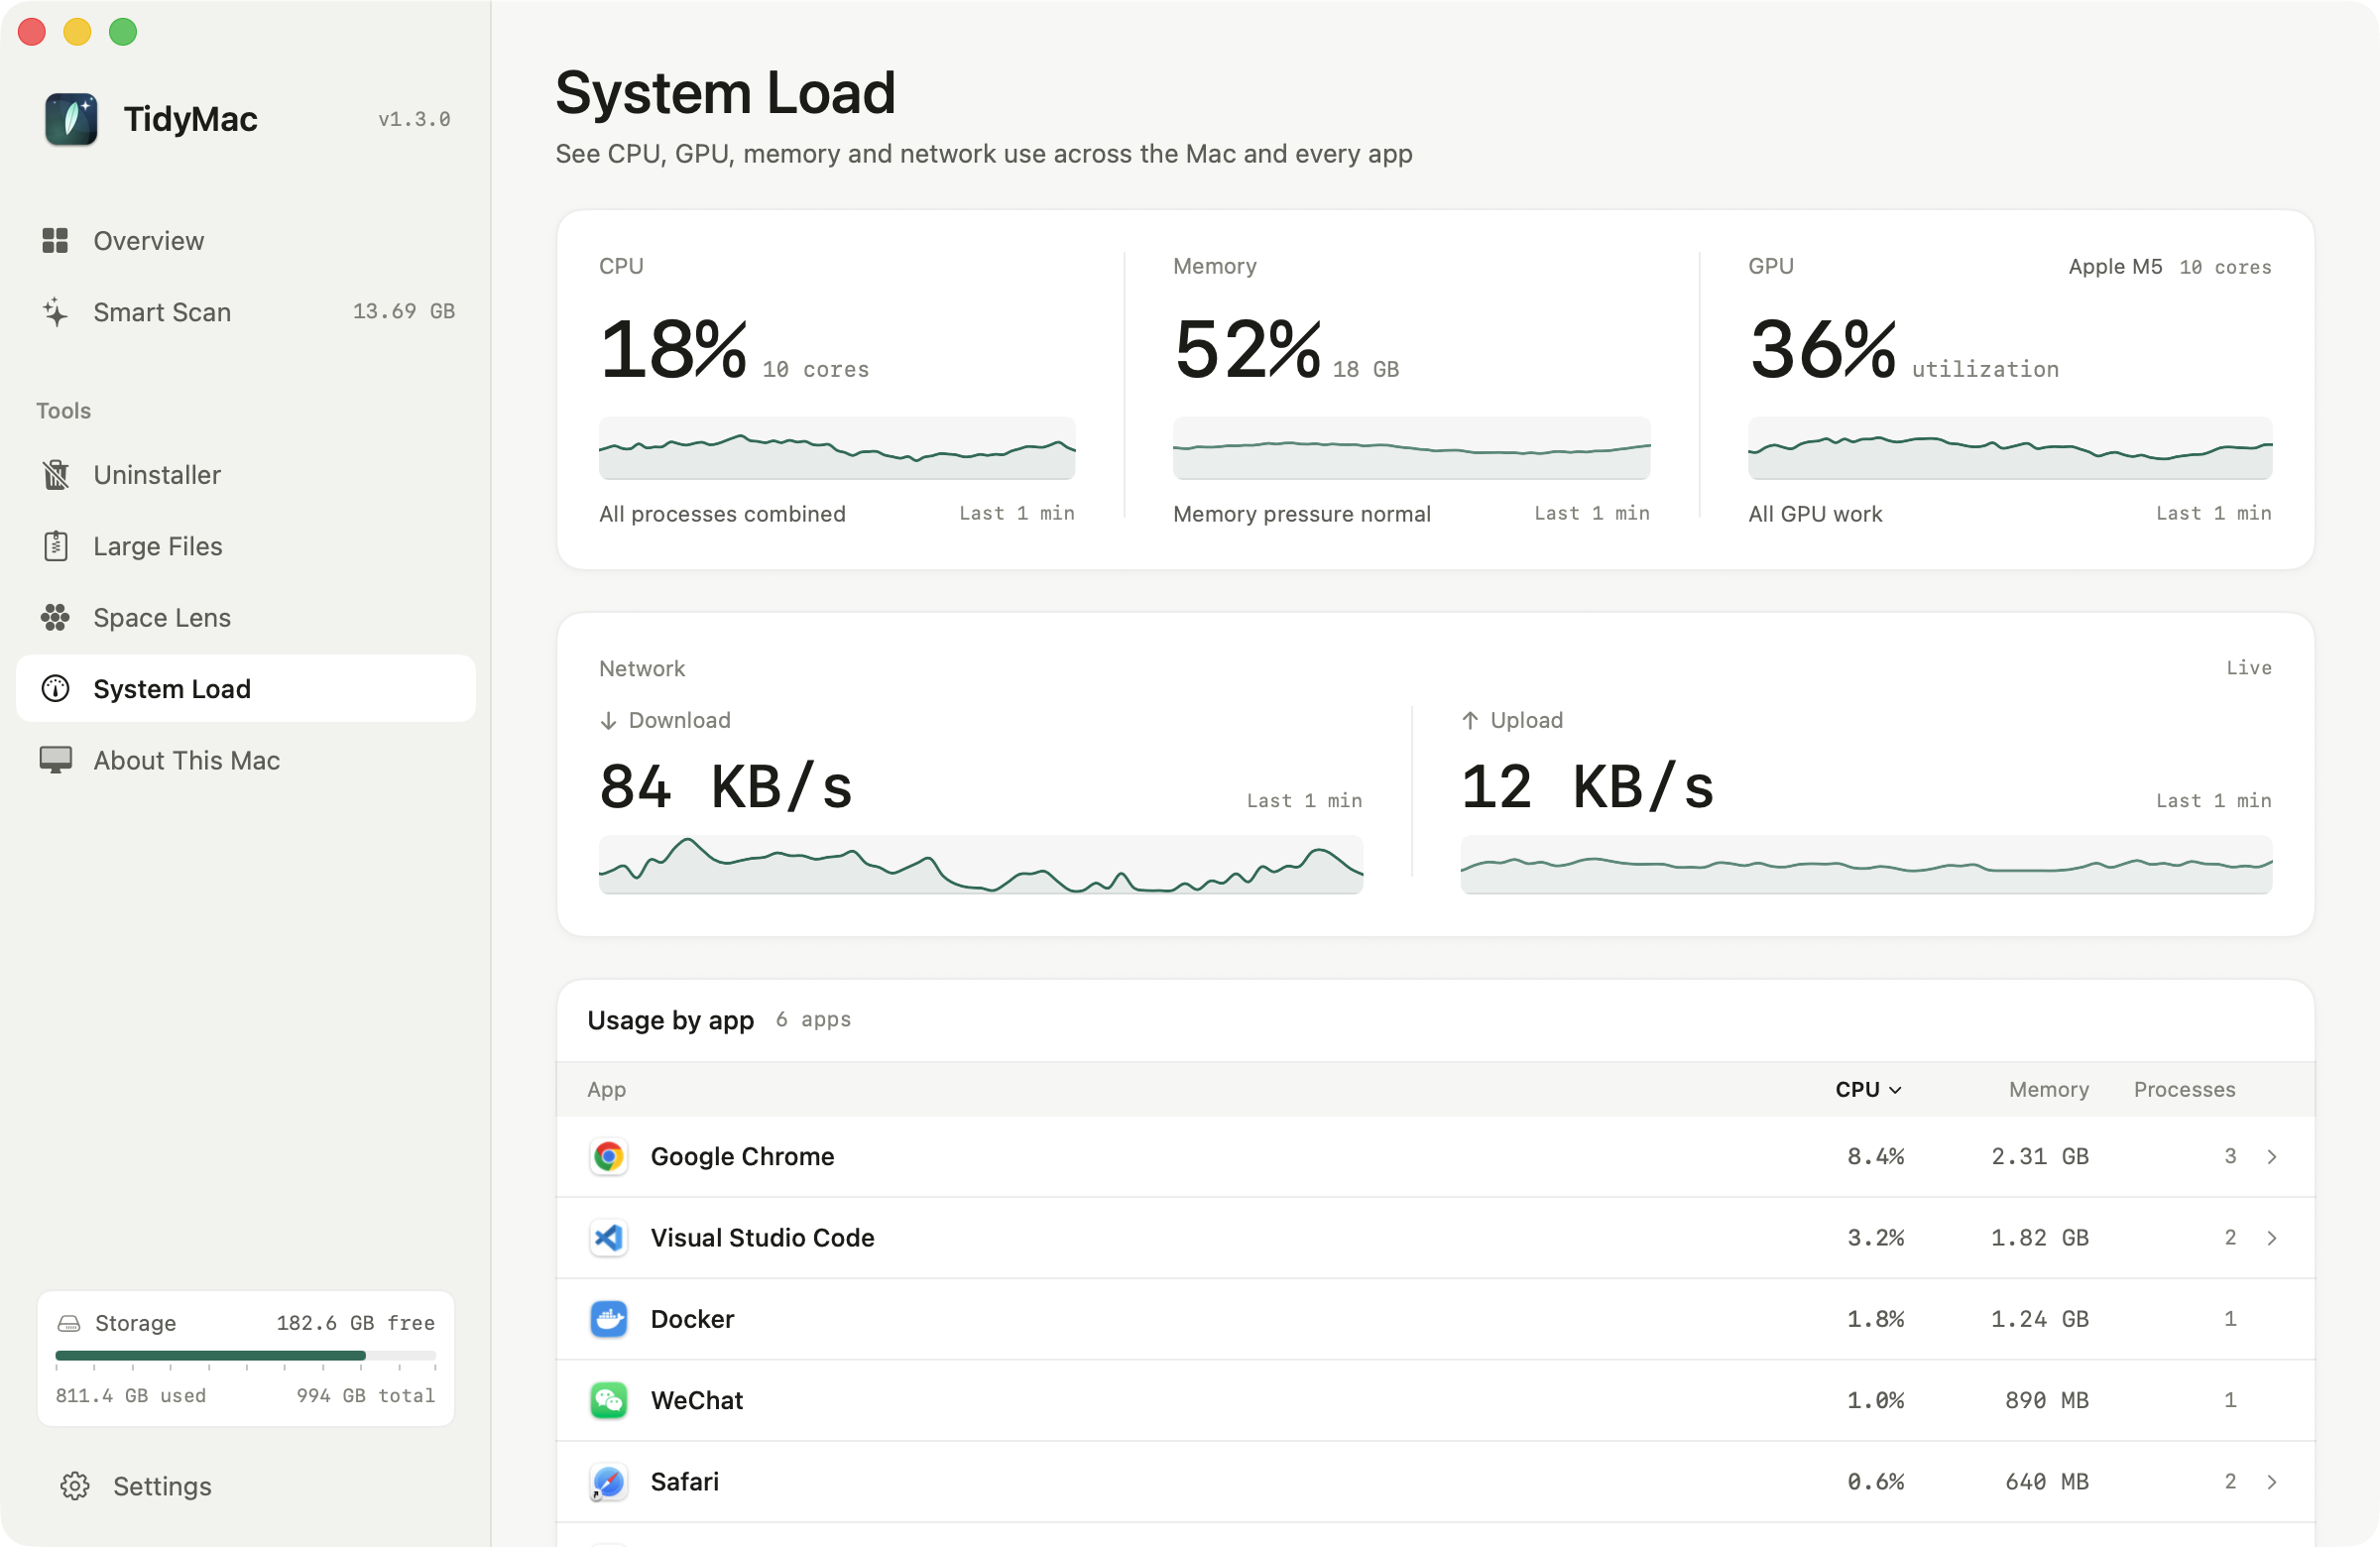 TidyMac v1.3.0
Overview
Smart Scan 13.69 GB
Tools
Uninstaller
Large Files
Space Lens
System Load
About This Mac
Storage 182.6 GB free
811.4 GB used 994 GB total
Settings
System Load
See CPU, GPU, memory and network use across the Mac and every app
CPU
18% 10 cores
All processes combined Last 1 min
Memory
52% 18 GB
Memory pressure normal Last 1 min
GPU Apple M5 10 cores
36% utilization
All GPU work Last 1 min
Network Live
Download
84 KB/s Last 1 min
Upload
12 KB/s Last 1 min
Usage by app 6 apps
App CPU Memory Processes
Google Chrome 8.4% 2.31 GB 3
Visual Studio Code 3.2% 1.82 GB 2
Docker 1.8% 1.24 GB 1
WeChat 1.0% 890 MB 1
Safari 0.6% 640 MB 2